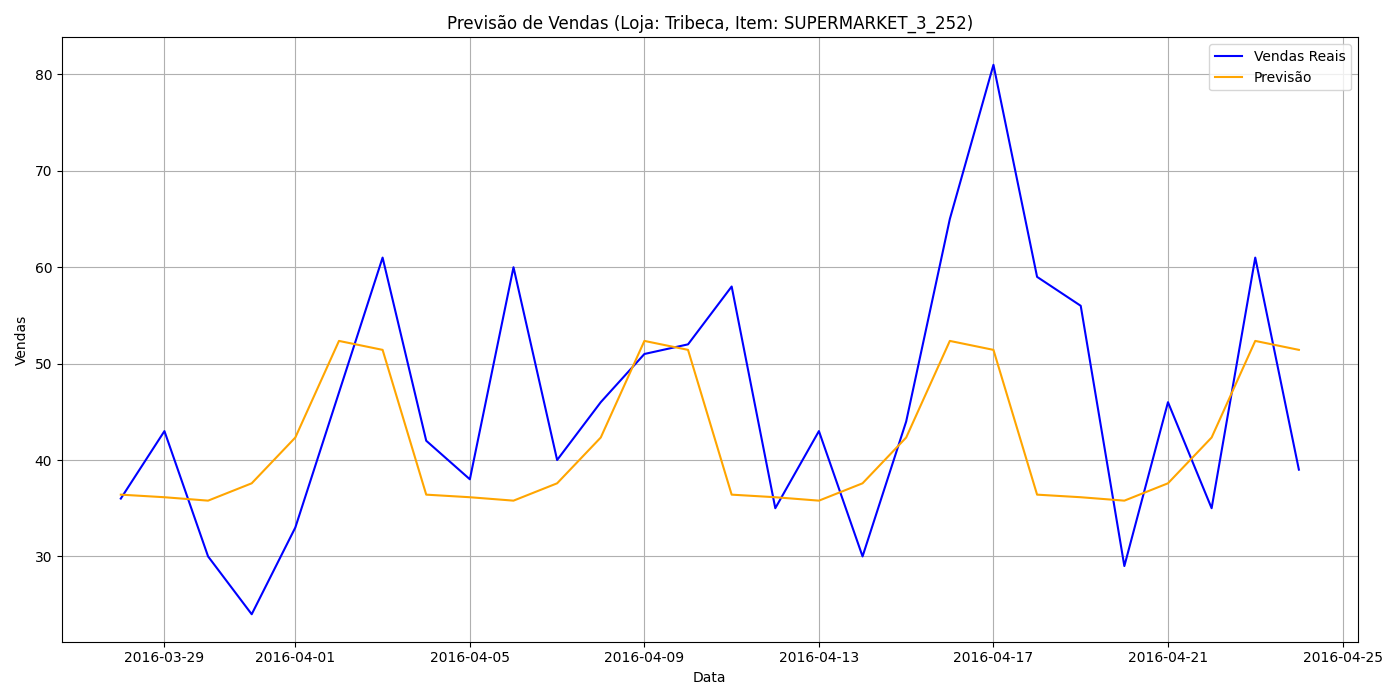 Previsão de Vendas (Loja: Tribeca, Item: SUPERMARKET_3_252)
Vendas Reais
Previsão
80
70
60
50
40
30
Vendas
2016-03-29
2016-04-01
2016-04-05
2016-04-09
2016-04-13
2016-04-17
2016-04-21
2016-04-25
Data